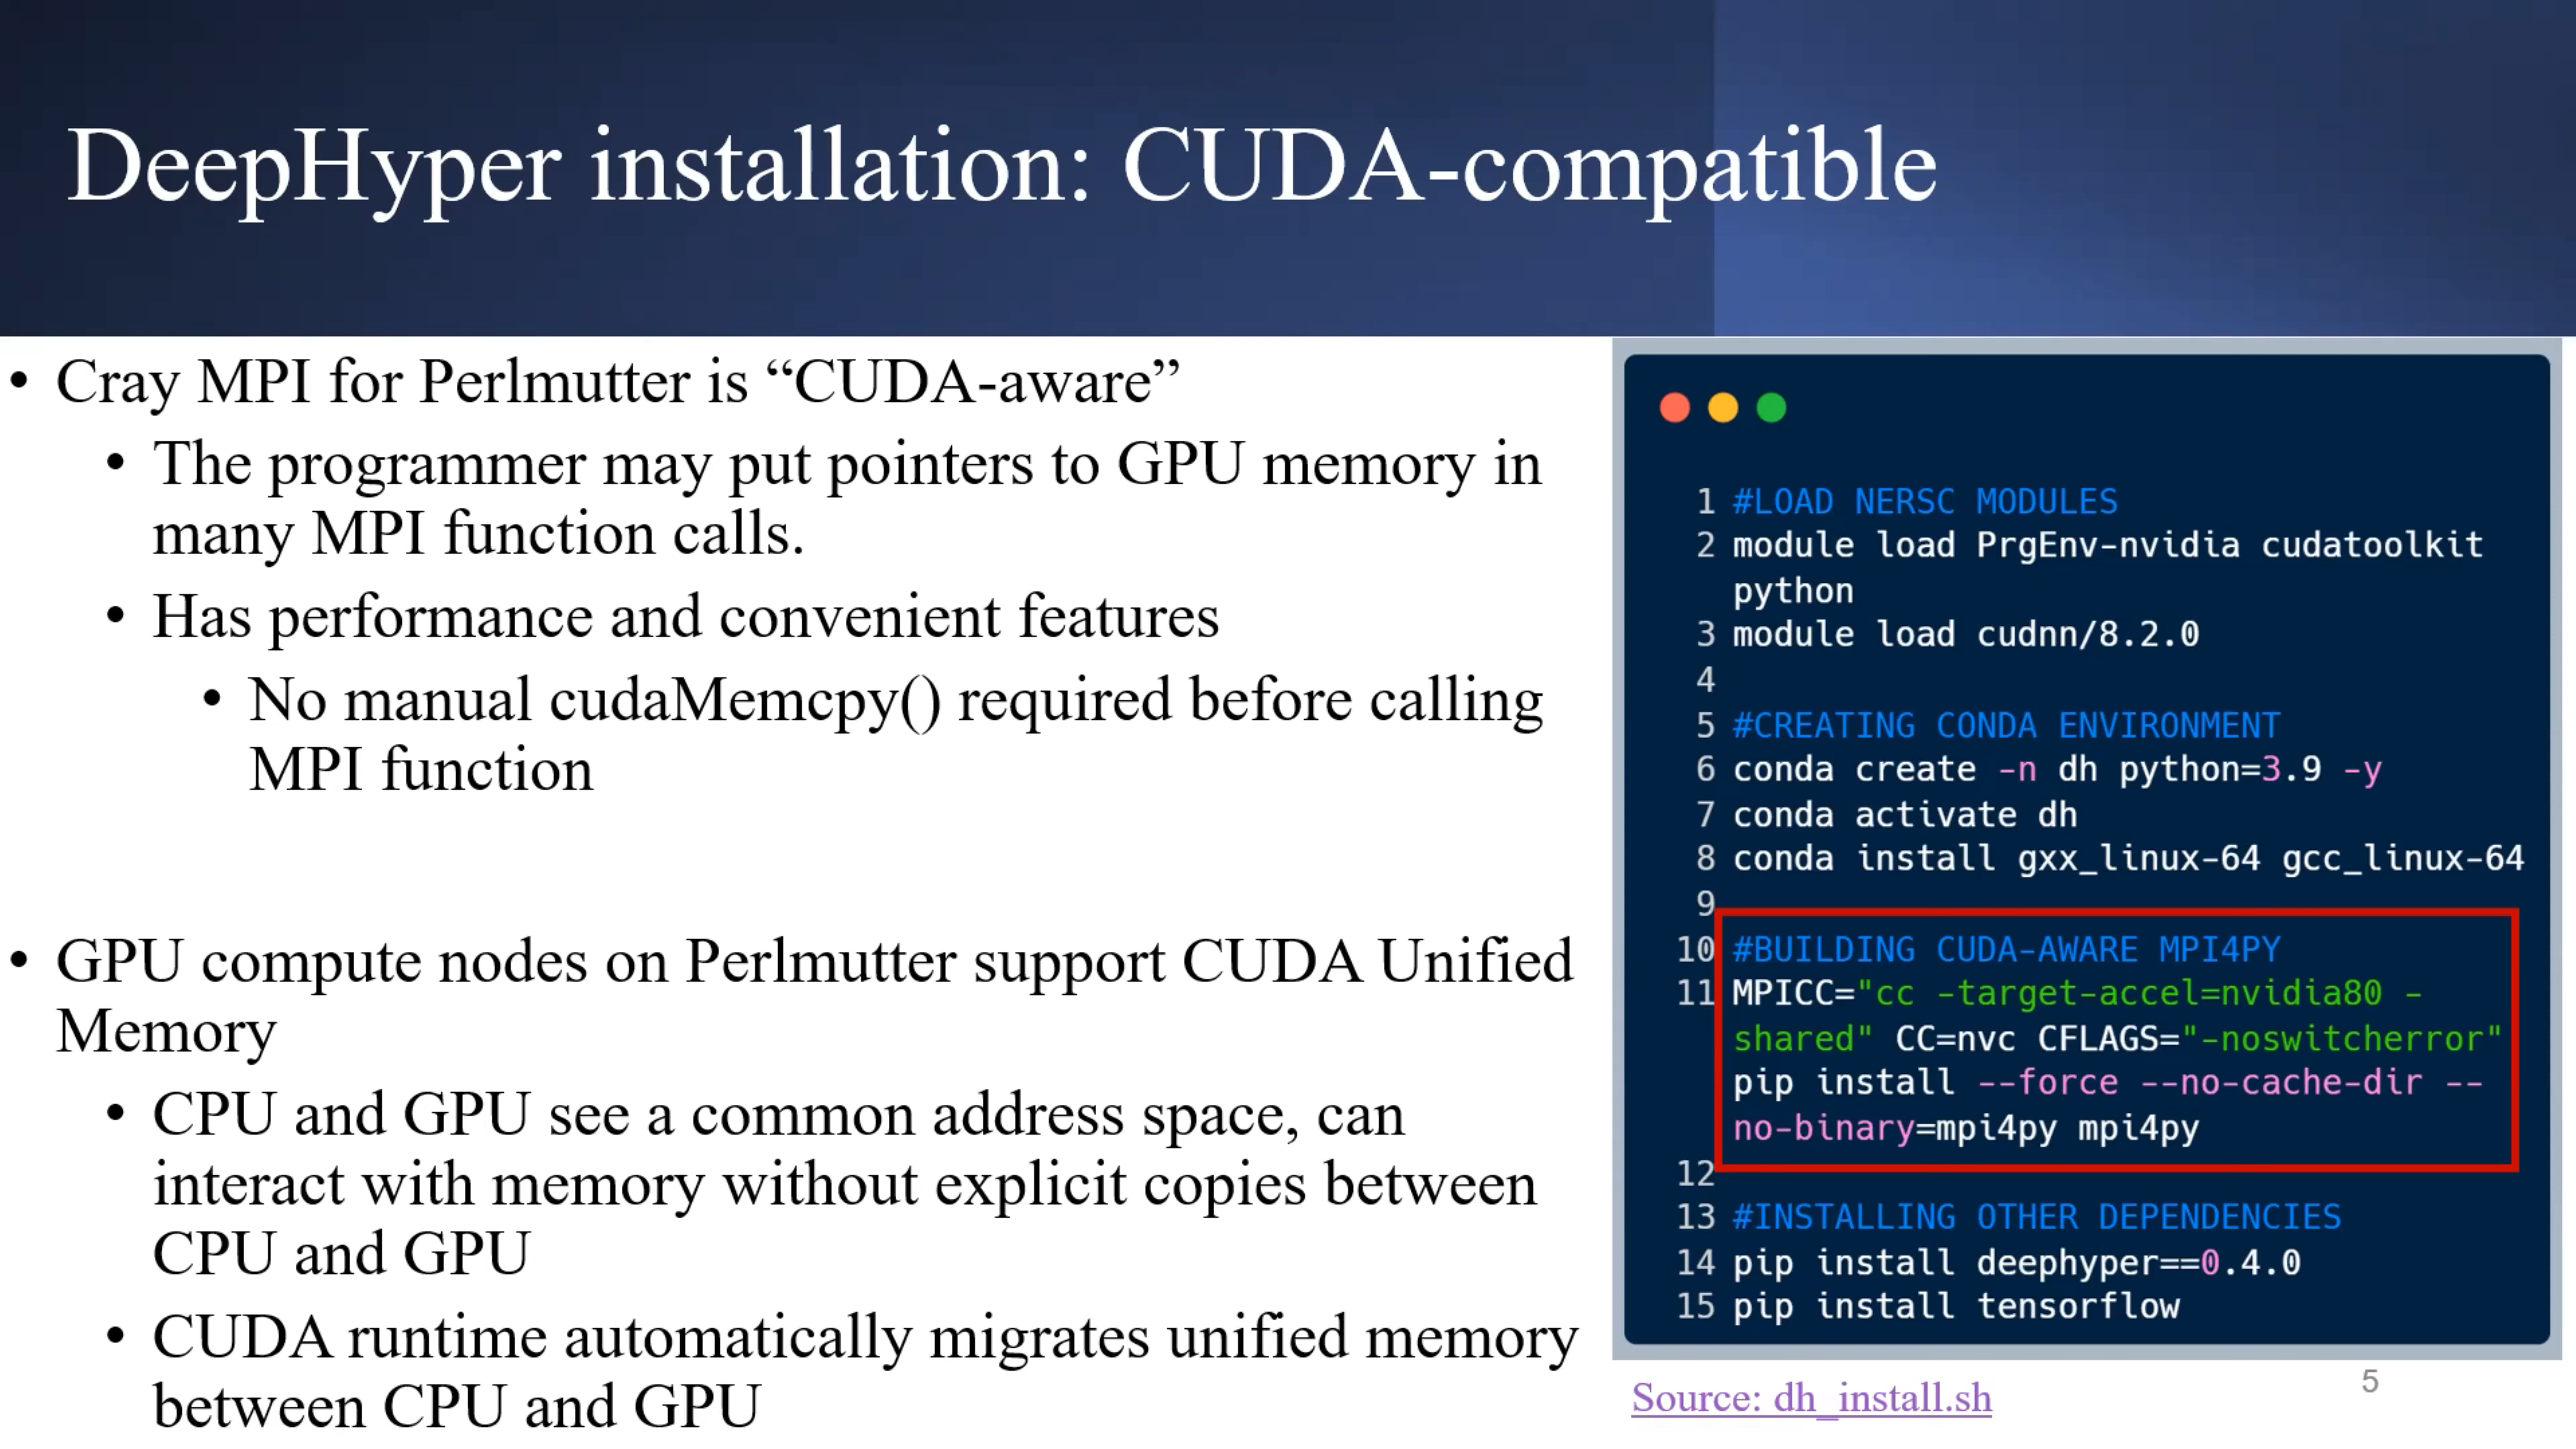 DeepHyper installation: CUDA-compatible
• Cray MPI for Perlmutter is “CUDA-aware”
• The programmer may put pointers to GPU memory in
many MPI function calls.
• Has performance and convenient features
• No manual cudaMemcpy() required before calling
MPI function
• GPU compute nodes on Perlmutter support CUDA Unified
Memory
• CPU and GPU see a common address space, can
interact with memory without explicit copies between
CPU and GPU
• CUDA runtime automatically migrates unified memory
between CPU and GPU
1 #LOAD NERSC MODULES
2 module load PrgEnv-nvidia cudatoolkit
python
3 module load cudnn/8.2.0
4
5 #CREATING CONDA ENVIRONMENT
6 conda create -n dh python=3.9 -y
7 conda activate dh
8 conda install gxx_linux-64 gcc_linux-64
9
10 #BUILDING CUDA-AWARE MPI4PY
11 MPICC="cc -target-accel=nvidia80 -
shared" CC=nvc CFLAGS="-noswitcherror"
pip install --force --no-cache-dir --
no-binary=mpi4py mpi4py
12
13 #INSTALLING OTHER DEPENDENCIES
14 pip install deephyper==0.4.0
15 pip install tensorflow
Source: dh_install.sh
5